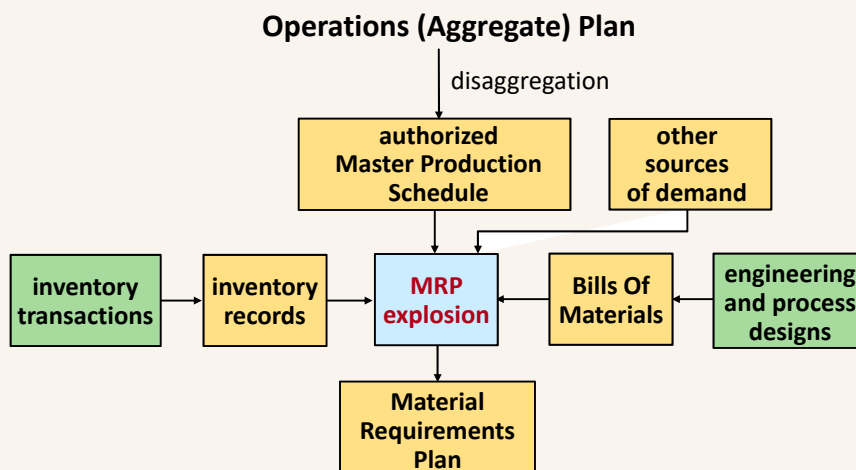 Operations (Aggregate) Plan
disaggregation
authorized
Master Production
Schedule
other
sources
of demand
inventory
transactions
inventory
records
MRP
explosion
Bills Of
Materials
engineering
and process
designs
Material
Requirements
Plan